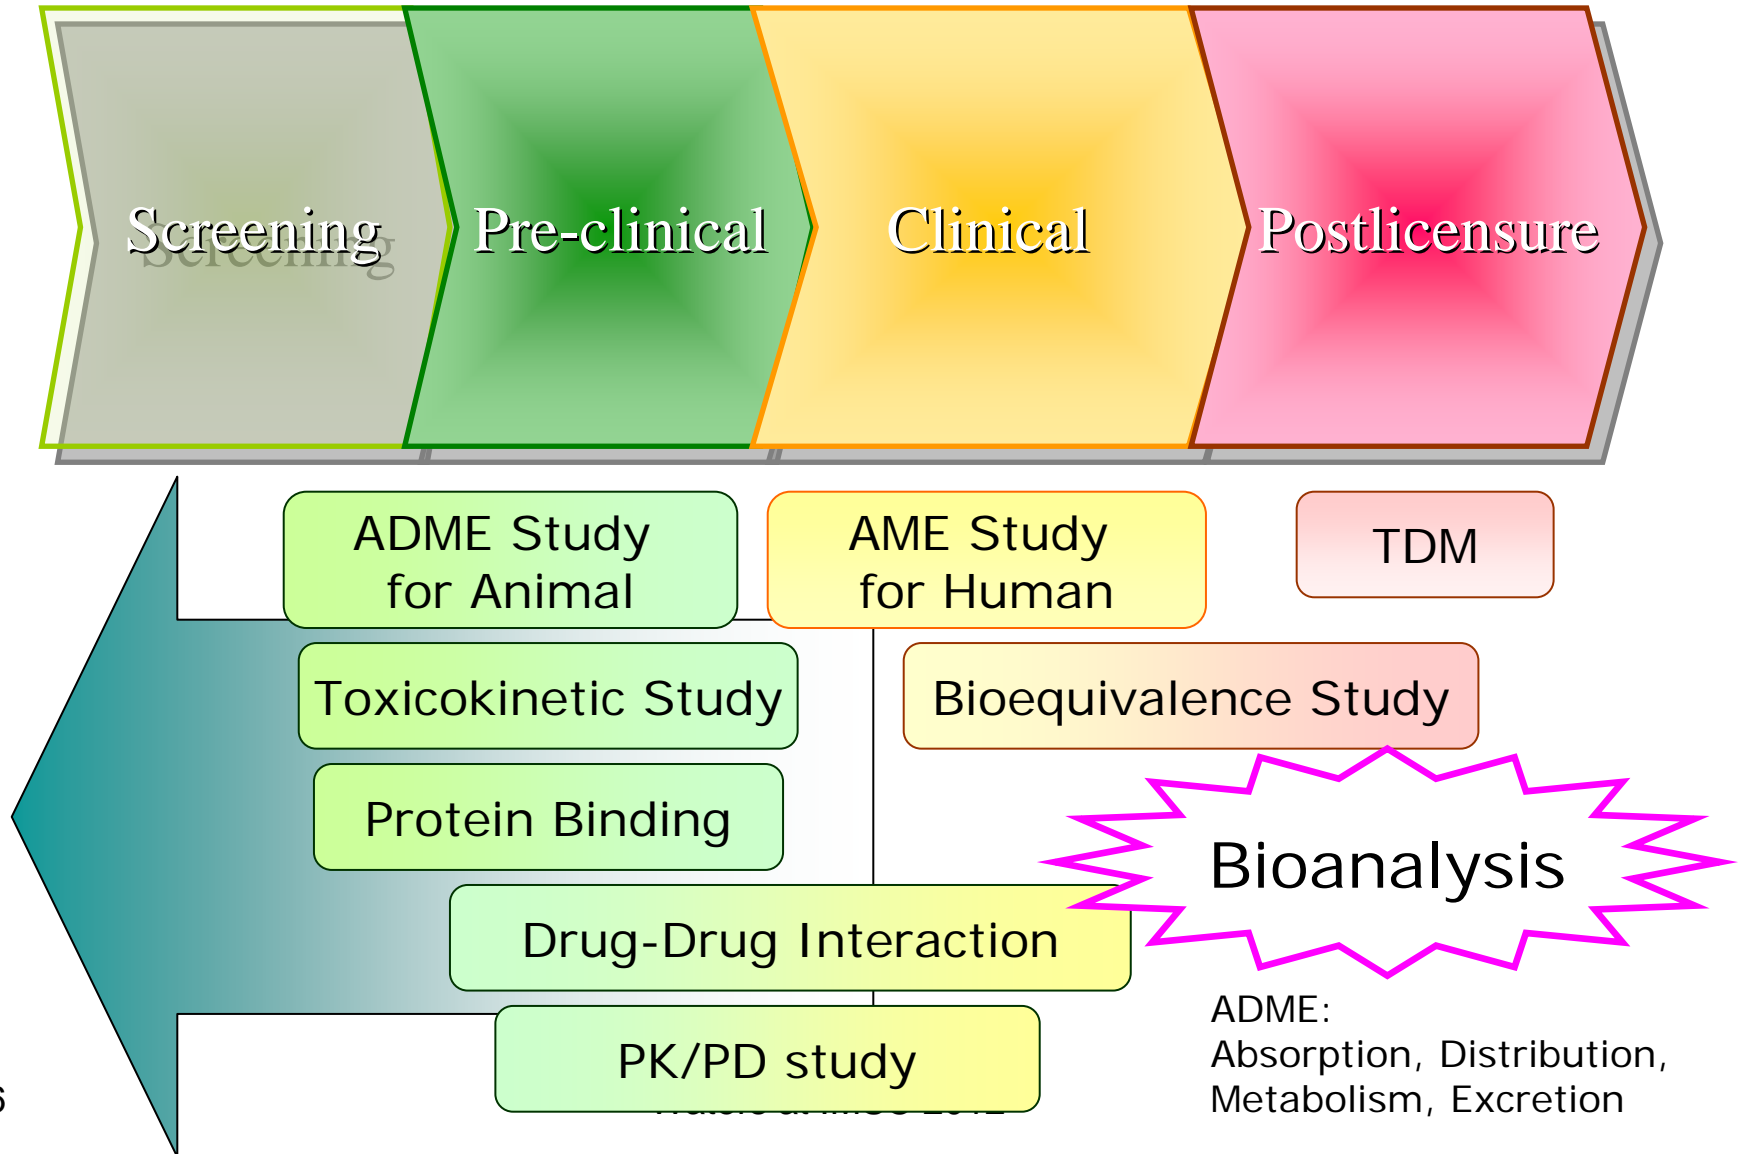 Screening
Pre-clinical
Clinical
Postlicensure
ADME Study
for Animal
AME Study
for Human
TDM
Toxicokinetic Study
Bioequivalence Study
Protein Binding
Bioanalysis
Drug-Drug Interaction
PK/PD study
ADME:
Absorption, Distribution,
Metabolism, Excretion